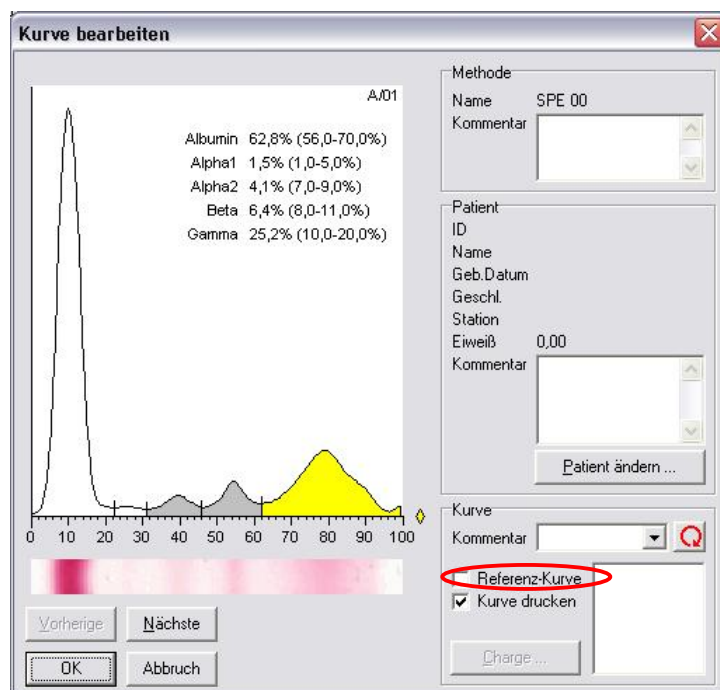 Kurve bearbeiten
A/01
Albumin 62,8% (56,0-70,0%)
Alpha1 1,5% (1,0-5,0%)
Alpha2 4,1% (7,0-9,0%)
Beta 6,4% (8,0-11,0%)
Gamma 25,2% (10,0-20,0%)
0 10 20 30 40 50 60 70 80 90 100
Vorherige Nächste
OK Abbruch
Methode
Name SPE 00
Kommentar
Patient
ID
Name
Geb.Datum
Geschl.
Station
Eiweiß 0,00
Kommentar
Patient ändern ...
Kurve
Kommentar
Referenz-Kurve
Kurve drucken
Charge ...